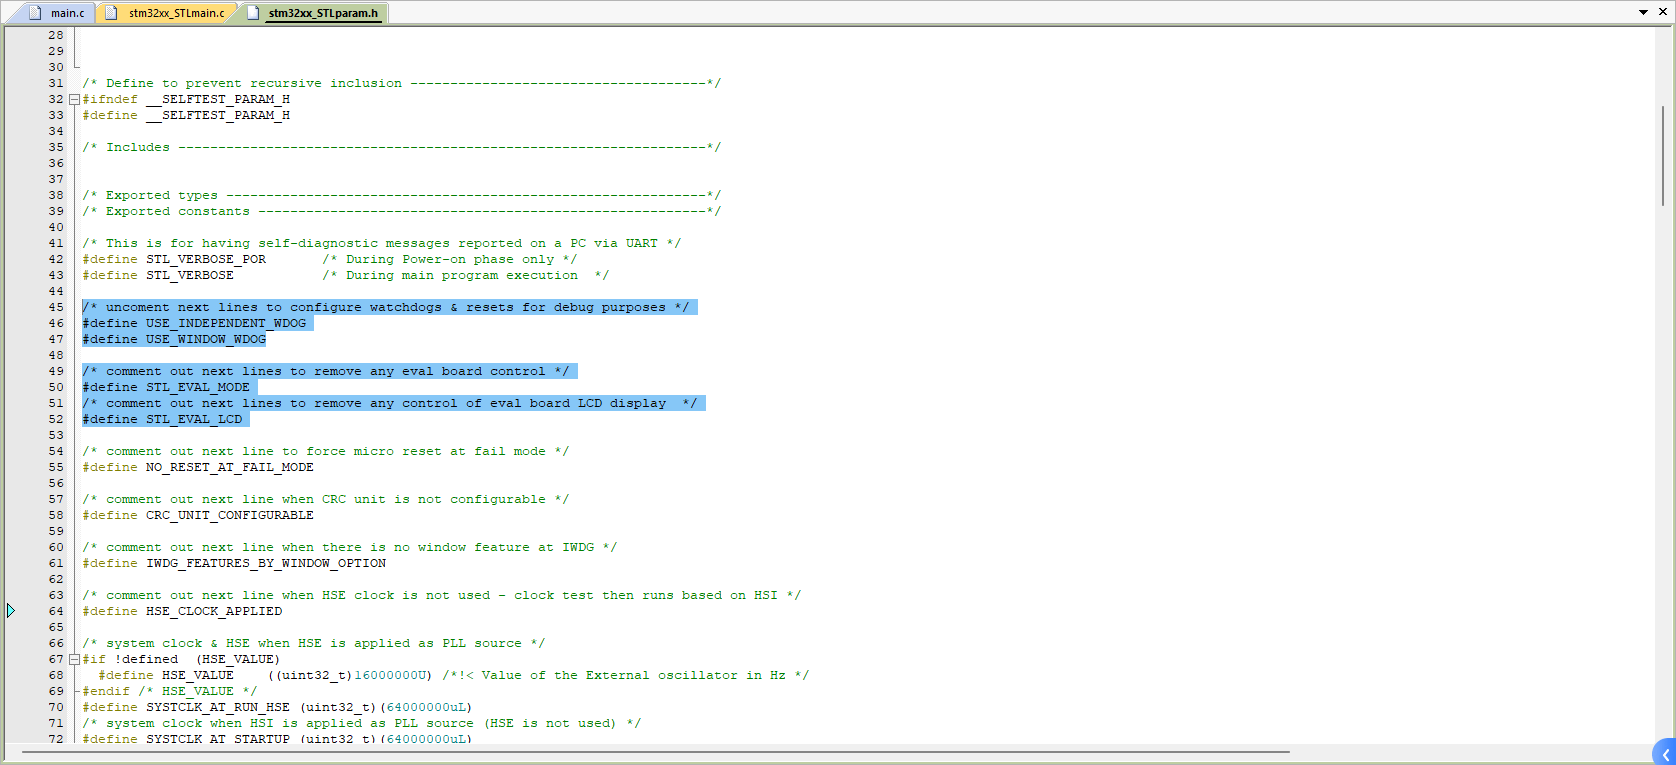 main.c stm32xx_STLmain.c stm32xx_STLparam.h
28
29
30
31 /* Define to prevent recursive inclusion -------------------------------------*/
32 #ifndef __SELFTEST_PARAM_H
33 #define __SELFTEST_PARAM_H
34
35 /* Includes ------------------------------------------------------------------*/
36
37
38 /* Exported types ------------------------------------------------------------*/
39 /* Exported constants --------------------------------------------------------*/
40
41 /* This is for having self-diagnostic messages reported on a PC via UART */
42 #define STL_VERBOSE_POR /* During Power-on phase only */
43 #define STL_VERBOSE /* During main program execution */
44
45 /* uncoment next lines to configure watchdogs & resets for debug purposes */
46 #define USE_INDEPENDENT_WDOG
47 #define USE_WINDOW_WDOG
48
49 /* comment out next lines to remove any eval board control */
50 #define STL_EVAL_MODE
51 /* comment out next lines to remove any control of eval board LCD display */
52 #define STL_EVAL_LCD
53
54 /* comment out next line to force micro reset at fail mode */
55 #define NO_RESET_AT_FAIL_MODE
56
57 /* comment out next line when CRC unit is not configurable */
58 #define CRC_UNIT_CONFIGURABLE
59
60 /* comment out next line when there is no window feature at IWDG */
61 #define IWDG_FEATURES_BY_WINDOW_OPTION
62
63 /* comment out next line when HSE clock is not used - clock test then runs based on HSI */
64 #define HSE_CLOCK_APPLIED
65
66 /* system clock & HSE when HSE is applied as PLL source */
67 #if !defined (HSE_VALUE)
68 #define HSE_VALUE ((uint32_t)16000000U) /*!< Value of the External oscillator in Hz */
69 #endif /* HSE_VALUE */
70 #define SYSTCLK_AT_RUN_HSE (uint32_t)(64000000uL)
71 /* system clock when HSI is applied as PLL source (HSE is not used) */
72 #define SYSTCLK_AT_STARTUP (uint32_t)(64000000uL)